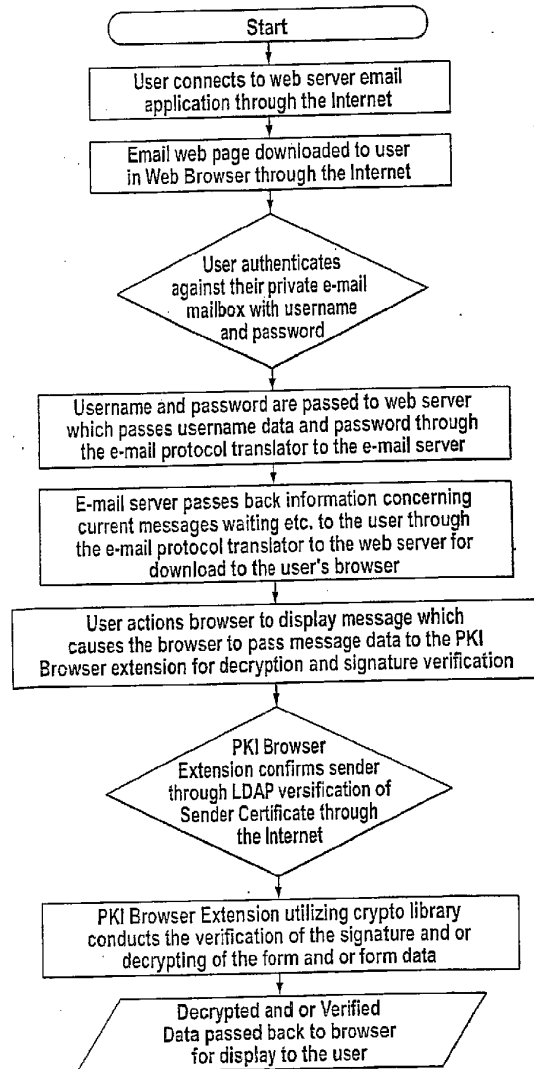 Start
User connects to web server email
application through the Internet
Email web page downloaded to user
in Web Browser through the Internet
User authenticates
against their private e-mail
mailbox with username
and password
Username and password are passed to web server
which passes username data and password through
the e-mail protocol translator to the e-mail server
E-mail server passes back information concerning
current messages waiting etc. to the user through
the e-mail protocol translator to the web server for
download to the user's browser
User actions browser to display message which
causes the browser to pass message data to the PKI
Browser extension for decryption and signature verification
PKI Browser
Extension confirms sender
through LDAP versification of
Sender Certificate through
the Internet
PKI Browser Extension utilizing crypto library
conducts the verification of the signature and or
decrypting of the form and or form data
Decrypted and or Verified
Data passed back to browser
for display to the user